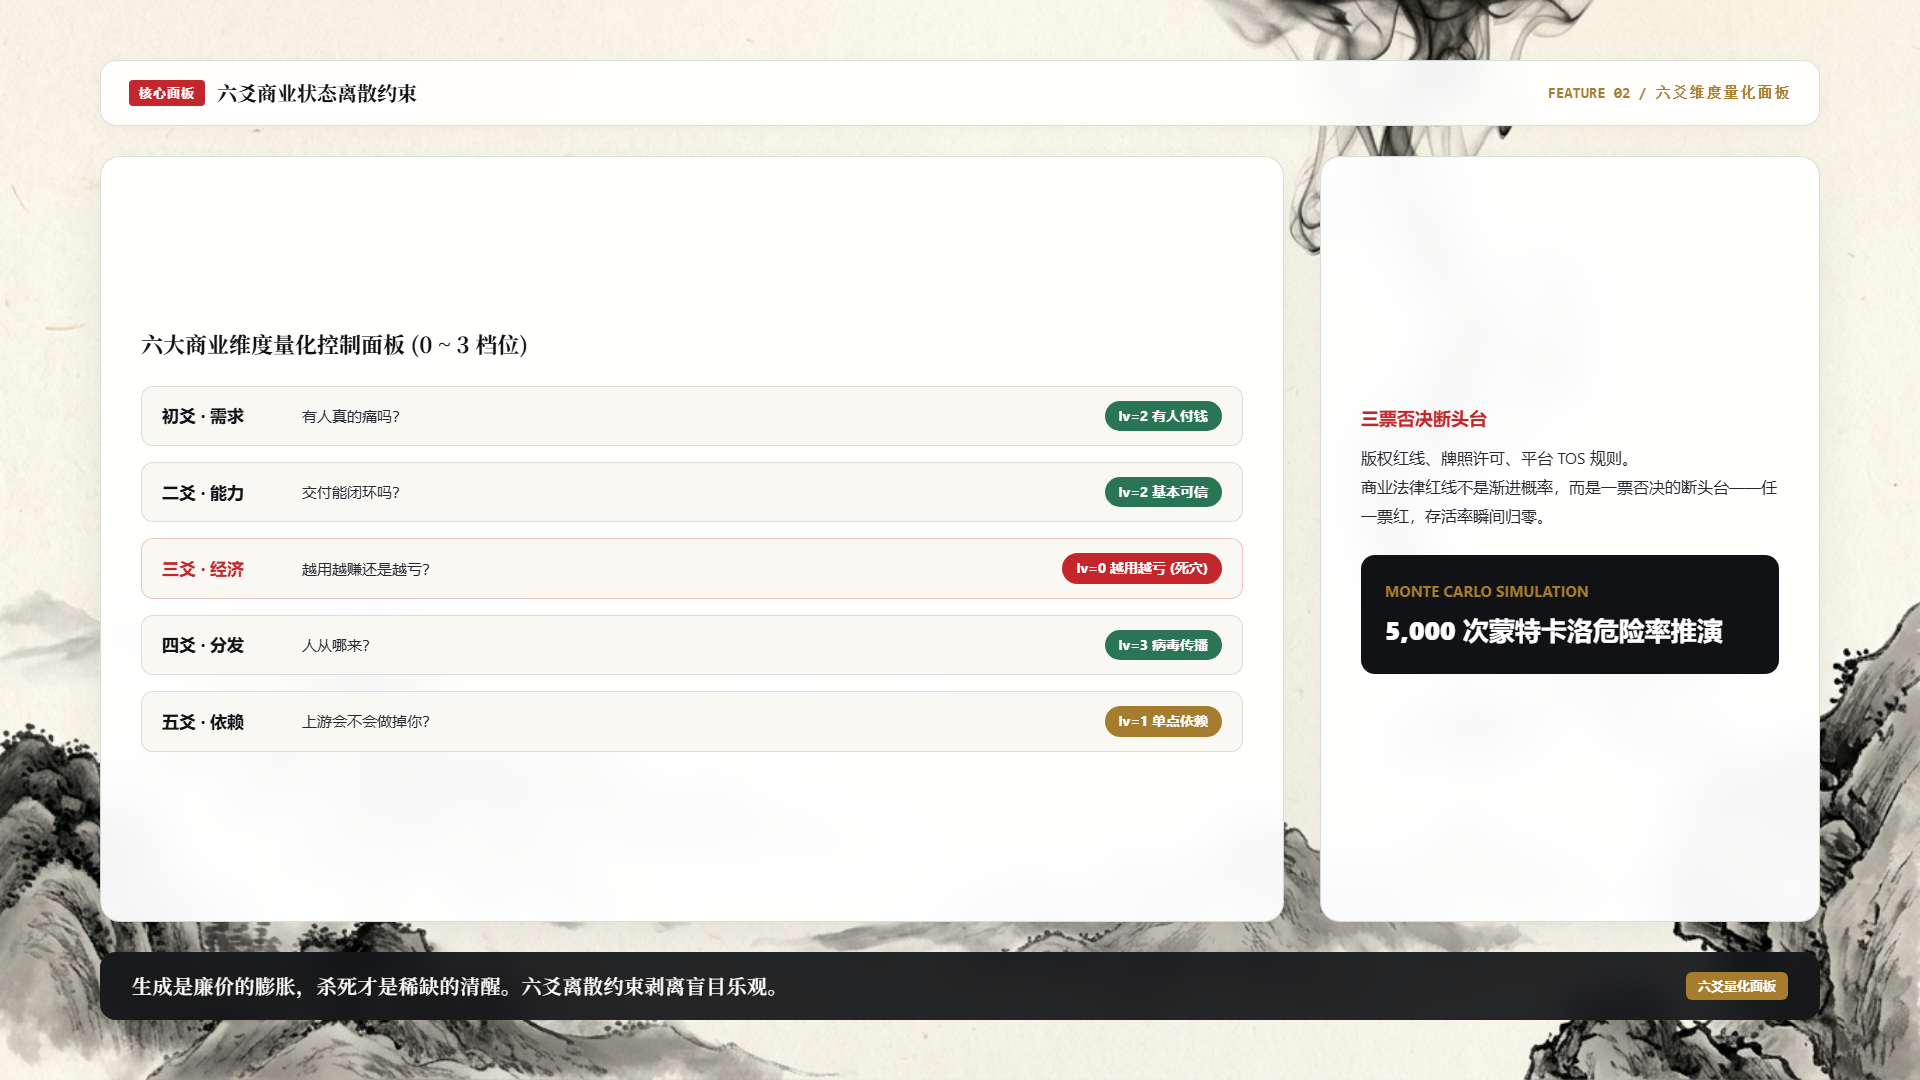 核心面板 六爻商业状态离散约束
FEATURE 02 / 六爻维度量化面板
六大商业维度量化控制面板 (0 ~ 3 档位)
初爻 · 需求 有人真的痛吗? lv=2 有人付钱
二爻 · 能力 交付能闭环吗? lv=2 基本可信
三爻 · 经济 越用越赚还是越亏? lv=0 越用越亏 (死穴)
四爻 · 分发 人从哪来? lv=3 病毒传播
五爻 · 依赖 上游会不会做掉你? lv=1 单点依赖
三票否决断头台
版权红线、牌照许可、平台 TOS 规则。
商业法律红线不是渐进概率，而是一票否决的断头台——任
一票红，存活率瞬间归零。
MONTE CARLO SIMULATION
5,000 次蒙特卡洛危险率推演
生成是廉价的膨胀，杀死才是稀缺的清醒。六爻离散约束剥离盲目乐观。
六爻量化面板